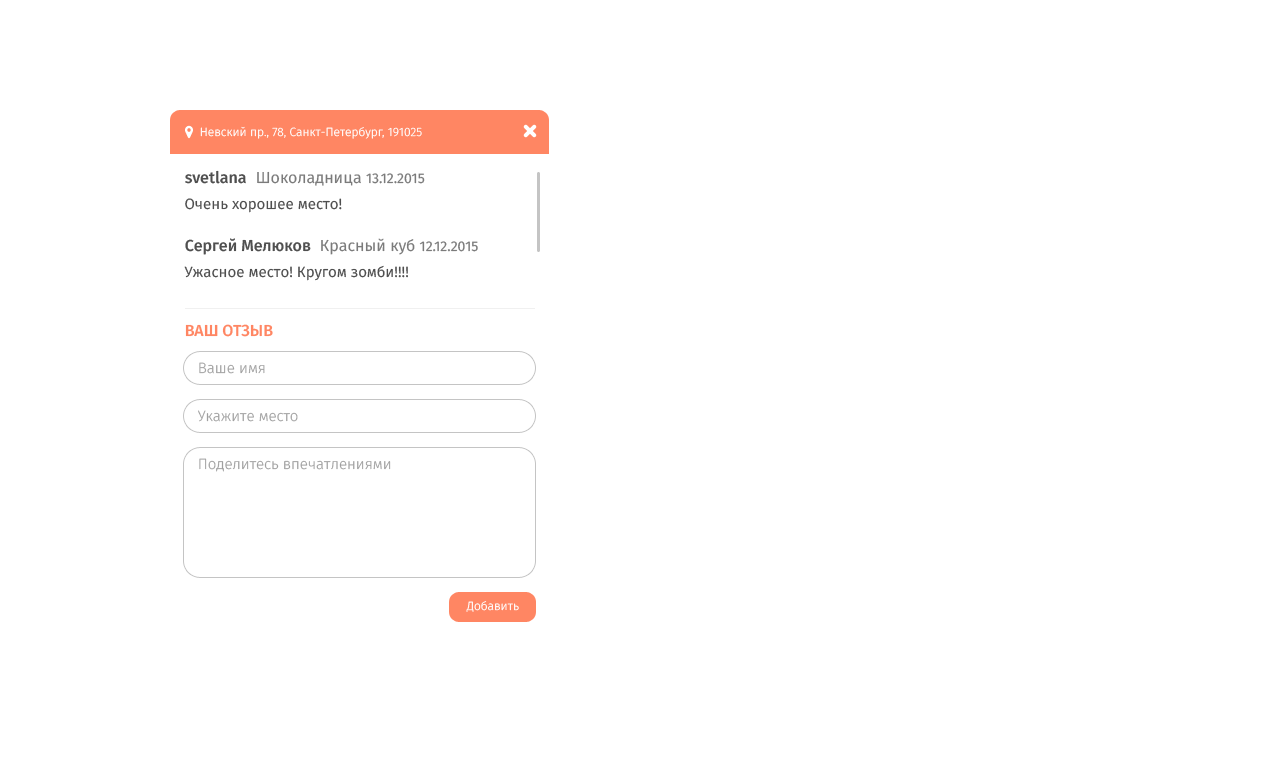 Невский пр., 78, Санкт-Петербург, 191025
svetlana Шоколадница 13.12.2015
Очень хорошее место!
Сергей Мелюков Красный куб 12.12.2015
Ужасное место! Кругом зомби!!!!
ВАШ ОТЗЫВ
Ваше имя
Укажите место
Поделитесь впечатлениями
Добавить